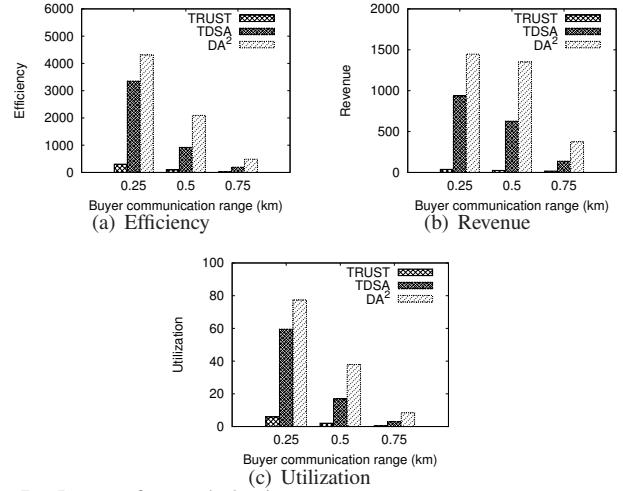 6000
5000
4000
3000
2000
1000
0
Efficiency
TRUST
TDSA
DA²
0.25 0.5 0.75
Buyer communication range (km)
(a) Efficiency
2000
1500
1000
500
0
Revenue
TRUST
TDSA
DA²
0.25 0.5 0.75
Buyer communication range (km)
(b) Revenue
100
80
60
40
20
0
Utilization
TRUST
TDSA
DA²
0.25 0.5 0.75
Buyer communication range (km)
(c) Utilization